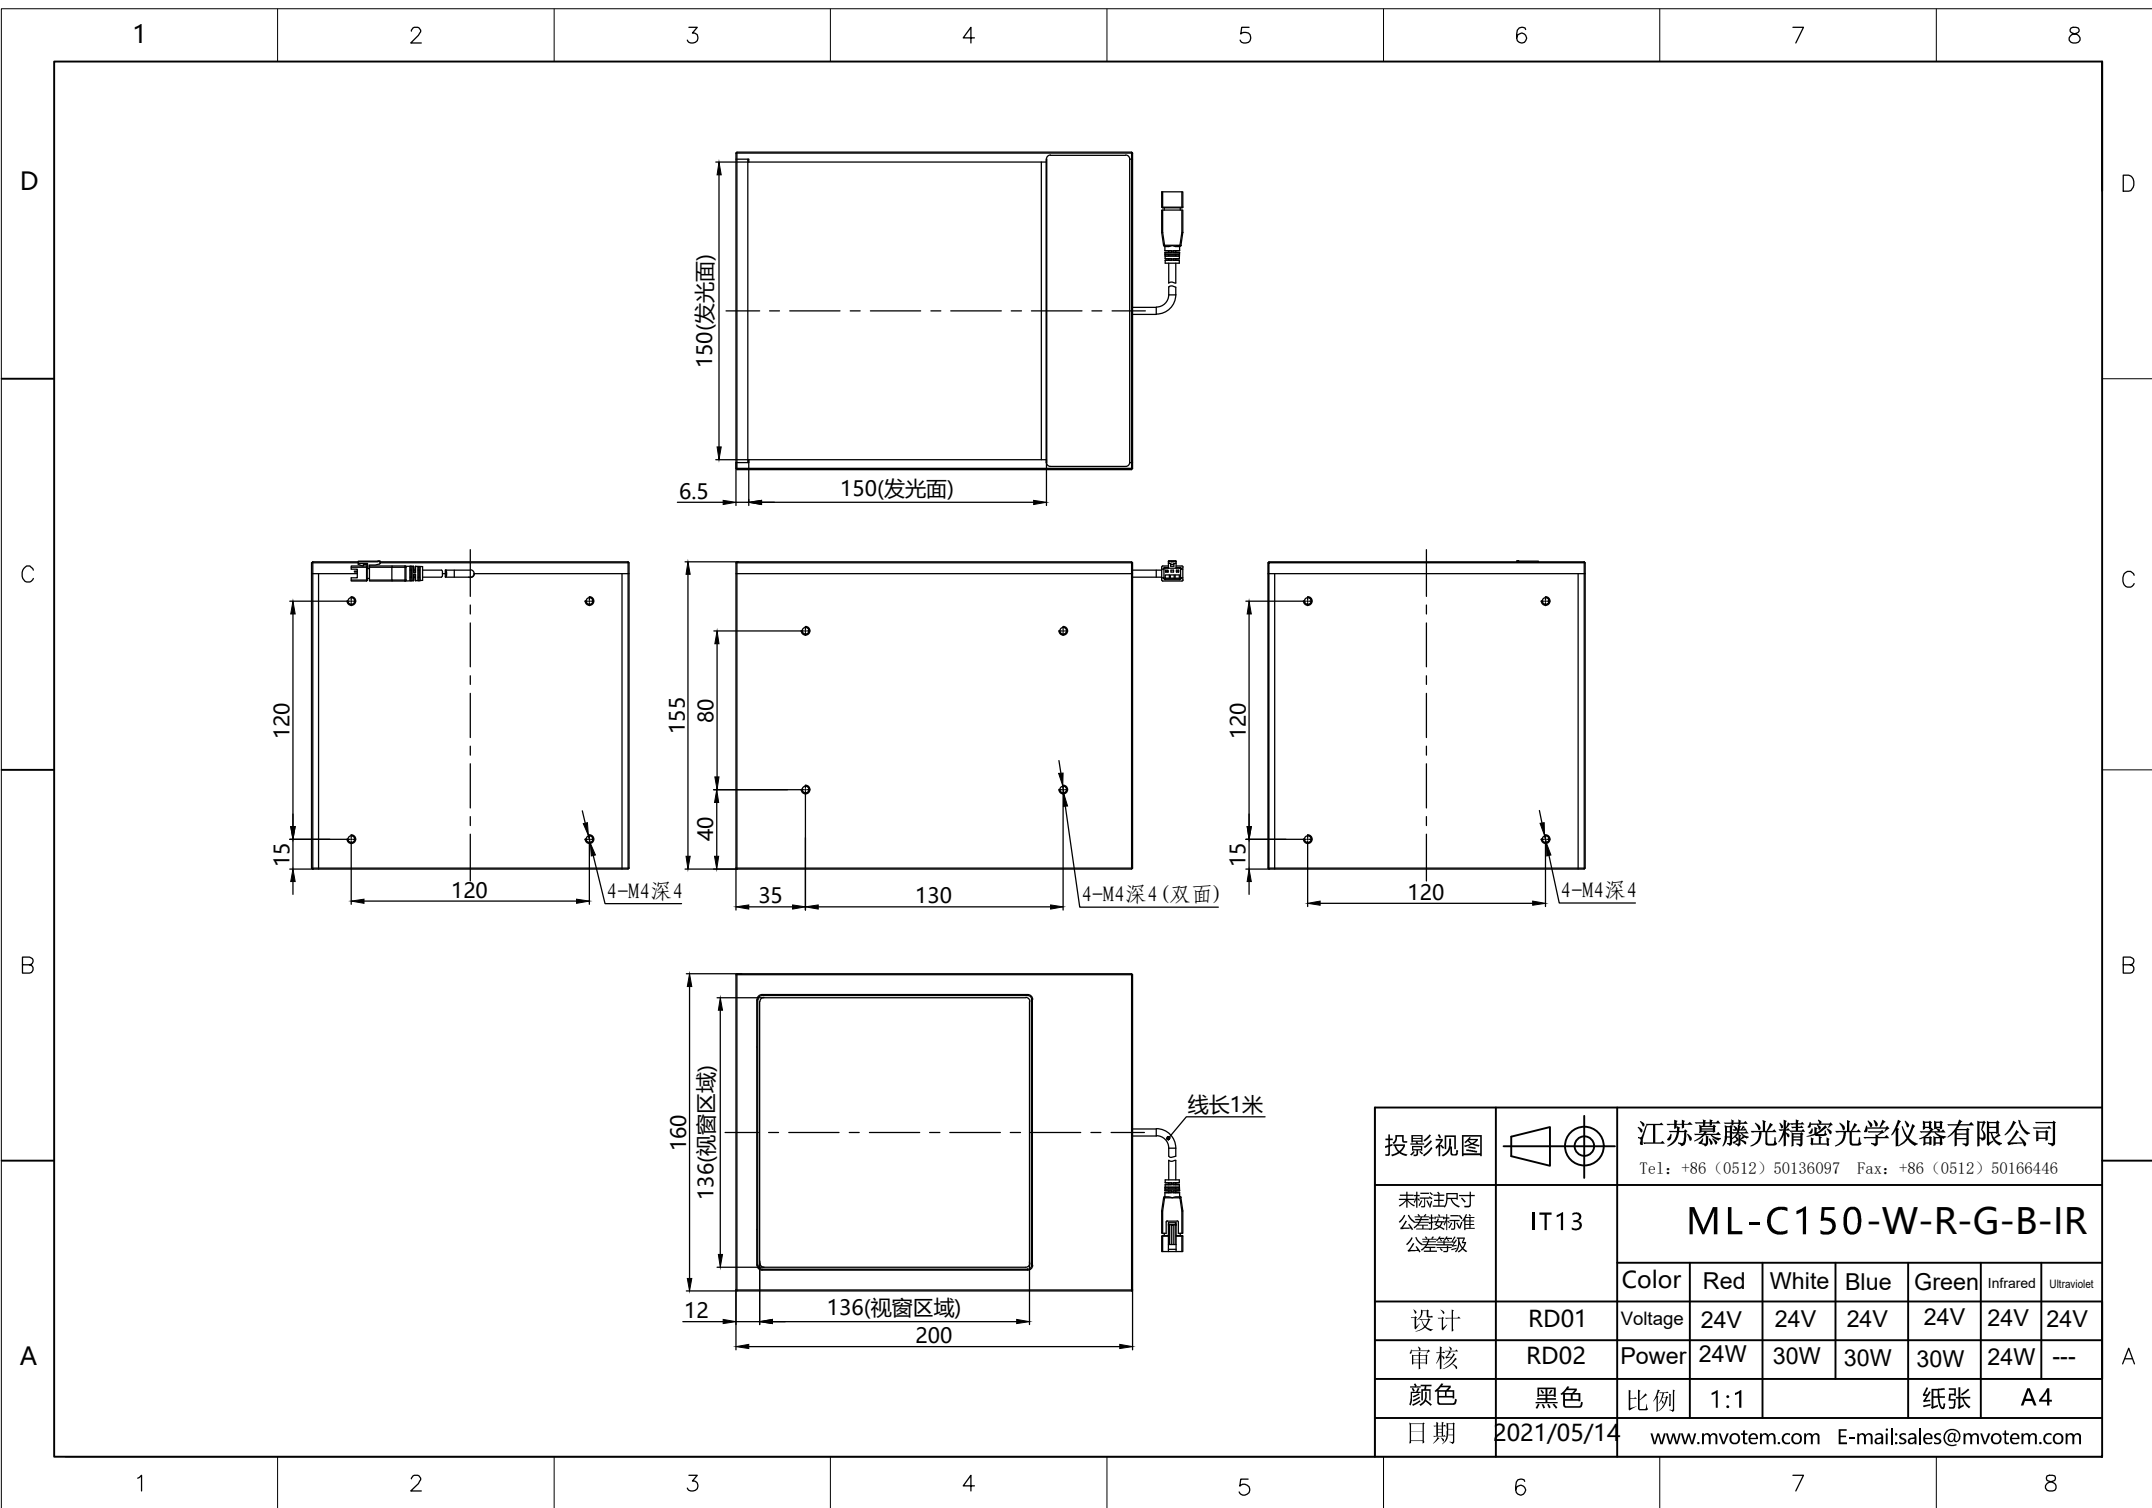 1 2 3 4 5 6 7 8
D D
150(发光面)
6.5 150(发光面)
C C
120
15
120
4-M4深4
155
80
40
35 130
4-M4深4(双面)
120
15
120
4-M4深4
B B
160
136(视窗区域)
线长1米
12 136(视窗区域)
200
A A
投影视图
江苏慕藤光精密光学仪器有限公司
Tel: +86 (0512) 50136097 Fax: +86 (0512) 50166446
未标注尺寸
公差按标准
公差等级
IT13
ML-C150-W-R-G-B-IR
Color Red White Blue Green Infrared Ultraviolet
设计 RD01 Voltage 24V 24V 24V 24V 24V 24V
审核 RD02 Power 24W 30W 30W 30W 24W ---
颜色 黑色 比例 1:1 纸张 A4
日期 2021/05/14 www.mvotem.com E-mail:sales@mvotem.com
1 2 3 4 5 6 7 8